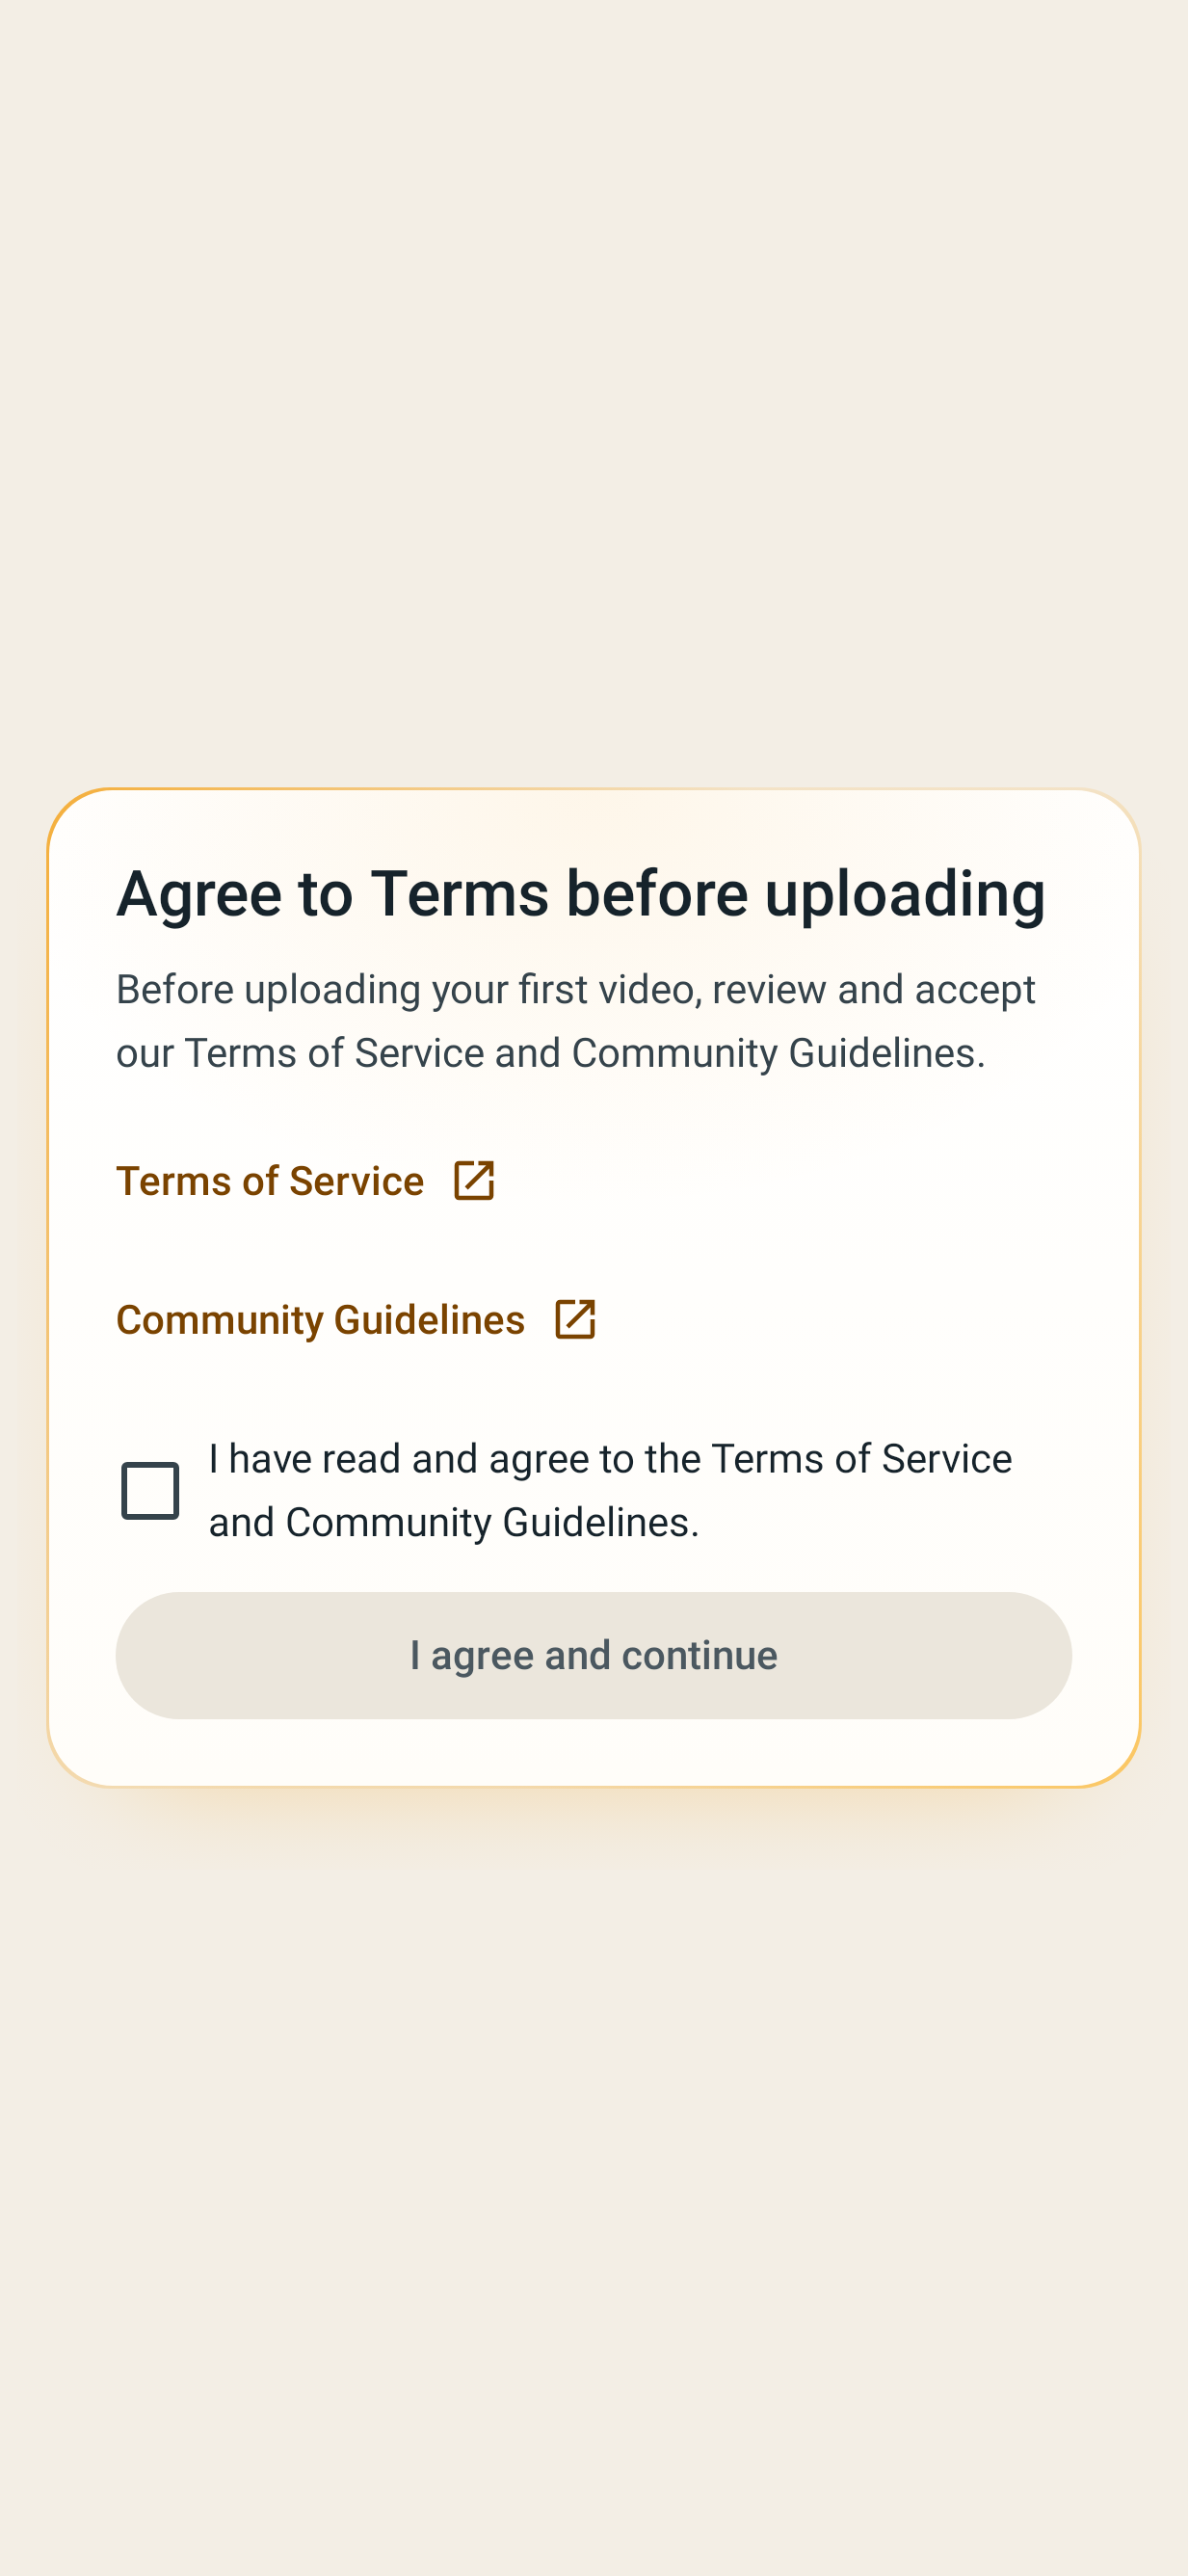 Agree to Terms before uploading
Before uploading your first video, review and accept
our Terms of Service and Community Guidelines.
Terms of Service
Community Guidelines
I have read and agree to the Terms of Service
and Community Guidelines.
I agree and continue